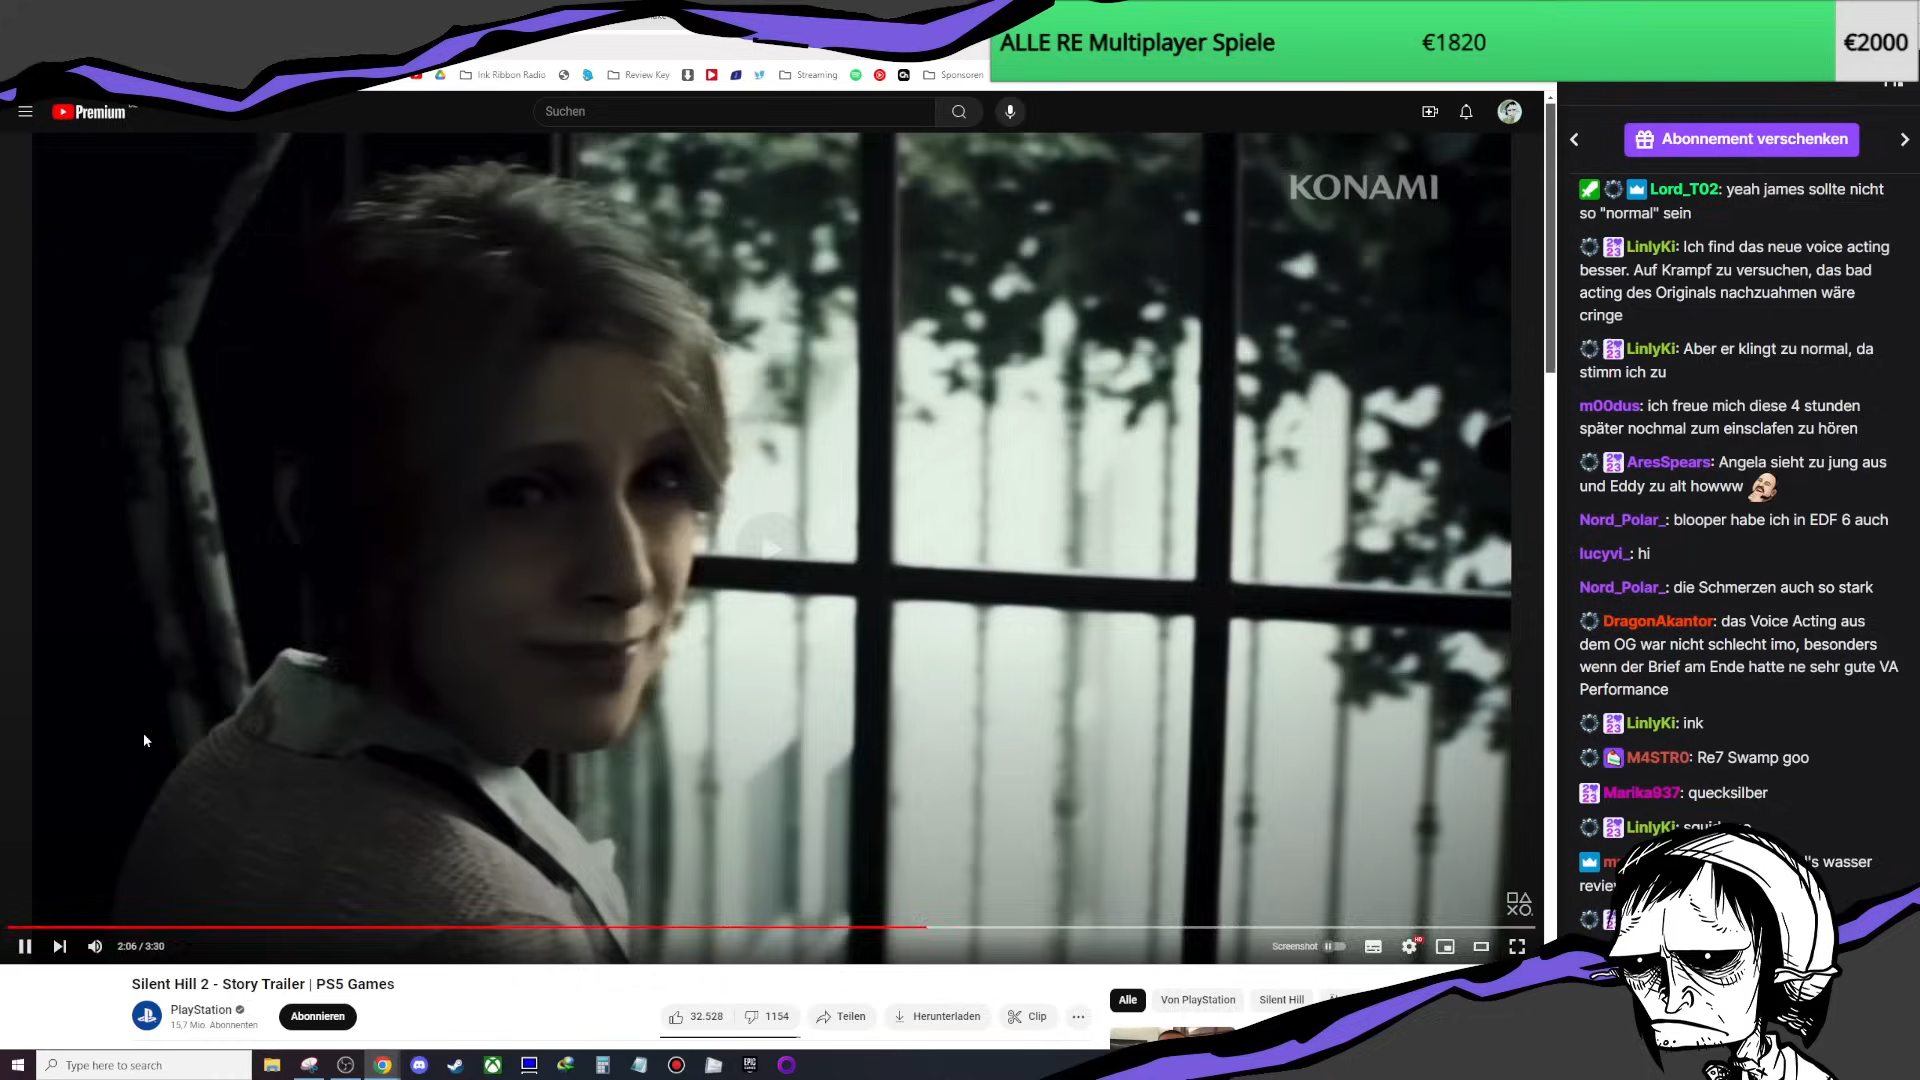 ALLE RE Multiplayer Spiele €1820 €2000
Ink Ribbon Radio Review Key Streaming Sponsoren
Premium Suchen
Abonnement verschenken
KONAMI
Lord_T02: yeah james sollte nicht
so "normal" sein
LinlyKi: Ich find das neue voice acting
besser. Auf Krampf zu versuchen, das bad
acting des Originals nachzuahmen wäre
cringe
LinlyKi: Aber er klingt zu normal, da
stimm ich zu
m00dus: ich freue mich diese 4 stunden
später nochmal zum einsclafen zu hören
AresSpears: Angela sieht zu jung aus
und Eddy zu alt howww
Nord_Polar_: blooper habe ich in EDF 6 auch
lucyvi_: hi
Nord_Polar_: die Schmerzen auch so stark
DragonAkantor: das Voice Acting aus
dem OG war nicht schlecht imo, besonders
wenn der Brief am Ende hatte ne sehr gute VA
Performance
LinlyKi: ink
M4STR0: Re7 Swamp goo
Marika937: quecksilber
LinlyKi:
wasser
2:06 / 3:30 Screenshot HD
Silent Hill 2 - Story Trailer | PS5 Games
PlayStation
15,7 Mio. Abonnenten
Abonnieren
32.528 1154 Teilen Herunterladen Clip
Alle Von PlayStation Silent Hill
Type here to search
EPIC